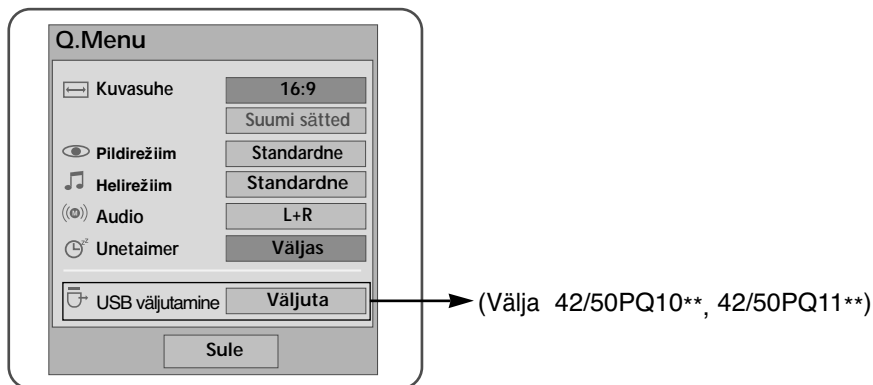 Q.Menu
Kuvasuhe 16:9
Suumi sätted
Pildirežiim Standardne
Helirežiim Standardne
Audio L+R
Unetaimer Väljas
USB väljutamine Väljuta (Välja 42/50PQ10**, 42/50PQ11**)
Sule